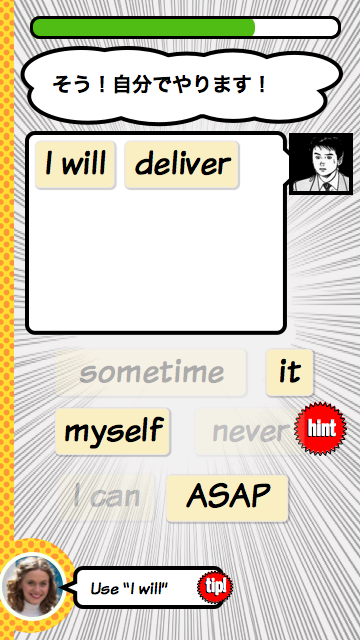 そう！自分でやります！
I will deliver
sometime it
myself never hint
I can ASAP
Use "I will" tip!